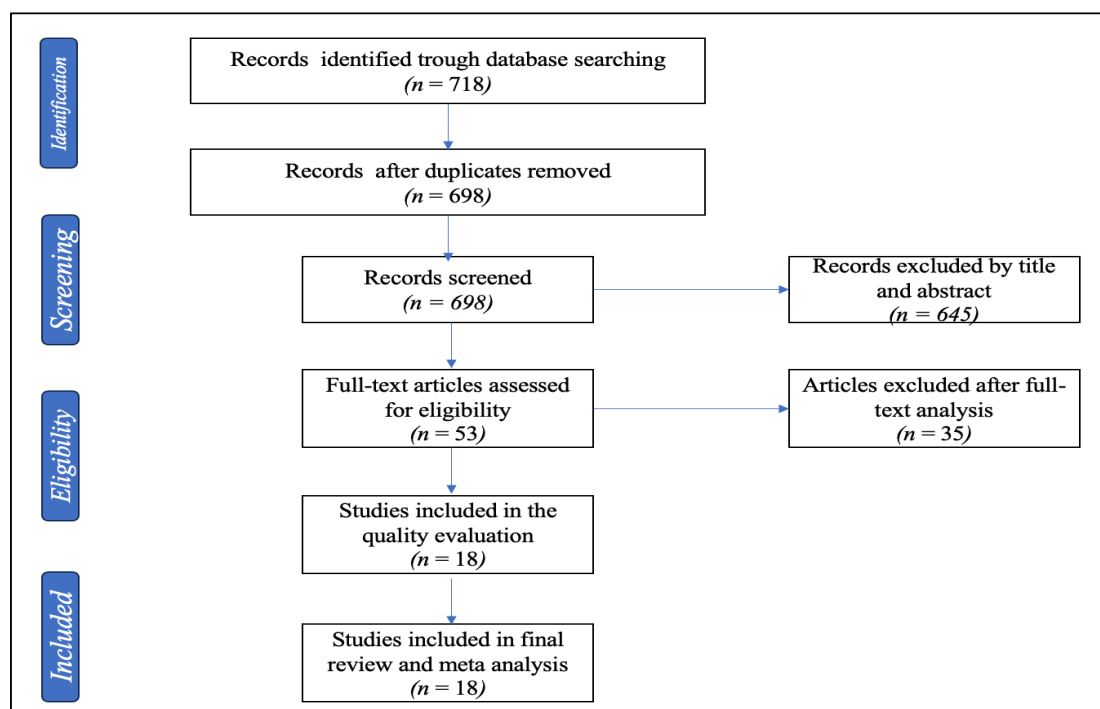 Identification
Records identified trough database searching
(n = 718)
Records after duplicates removed
(n = 698)
Screening
Records screened
(n = 698)
Records excluded by title
and abstract
(n = 645)
Eligibility
Full-text articles assessed
for eligibility
(n = 53)
Articles excluded after full-
text analysis
(n = 35)
Studies included in the
quality evaluation
(n = 18)
Included
Studies included in final
review and meta analysis
(n = 18)